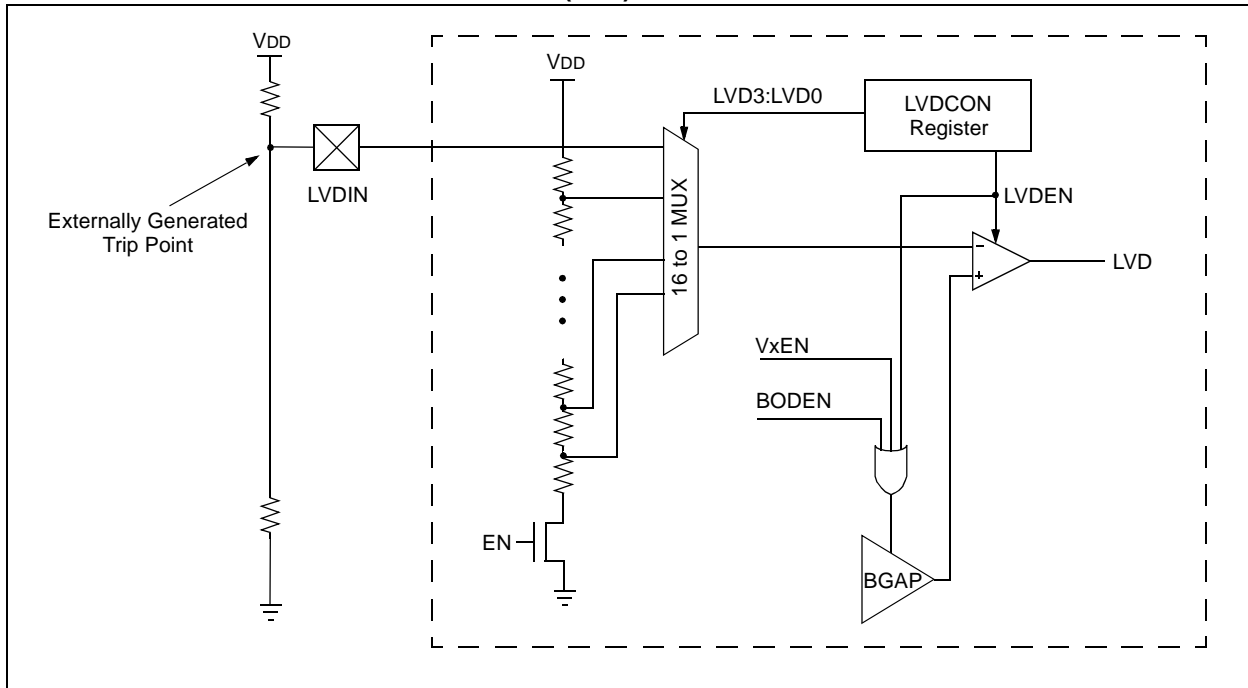 VDD
VDD
LVD3:LVD0
LVDCON
Register
LVDIN
16 to 1 MUX
LVDEN
Externally Generated
Trip Point
–
+
LVD
VxEN
BODEN
EN
BGAP